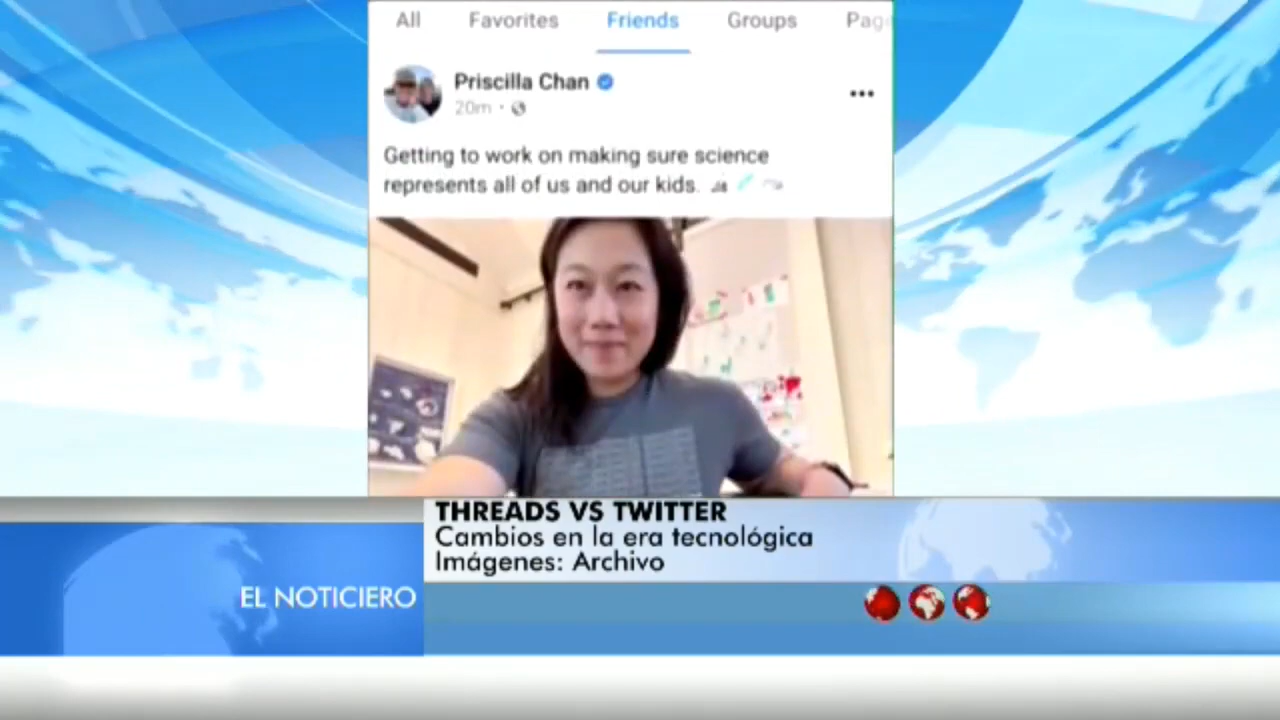 All Favorites Friends Groups Page
Priscilla Chan
20m
Getting to work on making sure science
represents all of us and our kids.
THREADS VS TWITTER
Cambios en la era tecnológica
Imágenes: Archivo
EL NOTICIERO